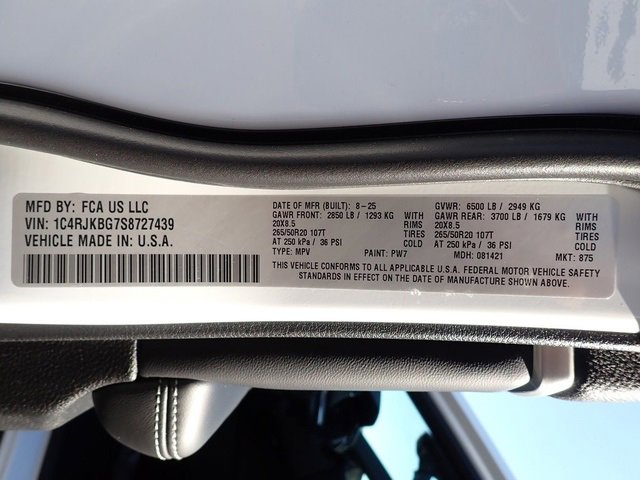 MFD BY: FCA US LLC
VIN: 1C4RJKBG7S8727439
VEHICLE MADE IN U.S.A.
DATE OF MFR (BUILT): 8-25 GVWR: 6500 LB / 2949 KG
GAWR FRONT: 2850 LB / 1293 KG WITH GAWR REAR: 3700 LB / 1679 KG WITH
20X8.5 RIMS 20X8.5 RIMS
265/50R20 107T TIRES 265/50R20 107T TIRES
AT 250 kPa / 36 PSI COLD AT 250 kPa / 36 PSI COLD
TYPE: MPV PAINT: PW7 MDH: 081421 MKT: 875
THIS VEHICLE CONFORMS TO ALL APPLICABLE U.S.A. FEDERAL MOTOR VEHICLE SAFETY
STANDARDS IN EFFECT ON THE DATE OF MANUFACTURE SHOWN ABOVE.